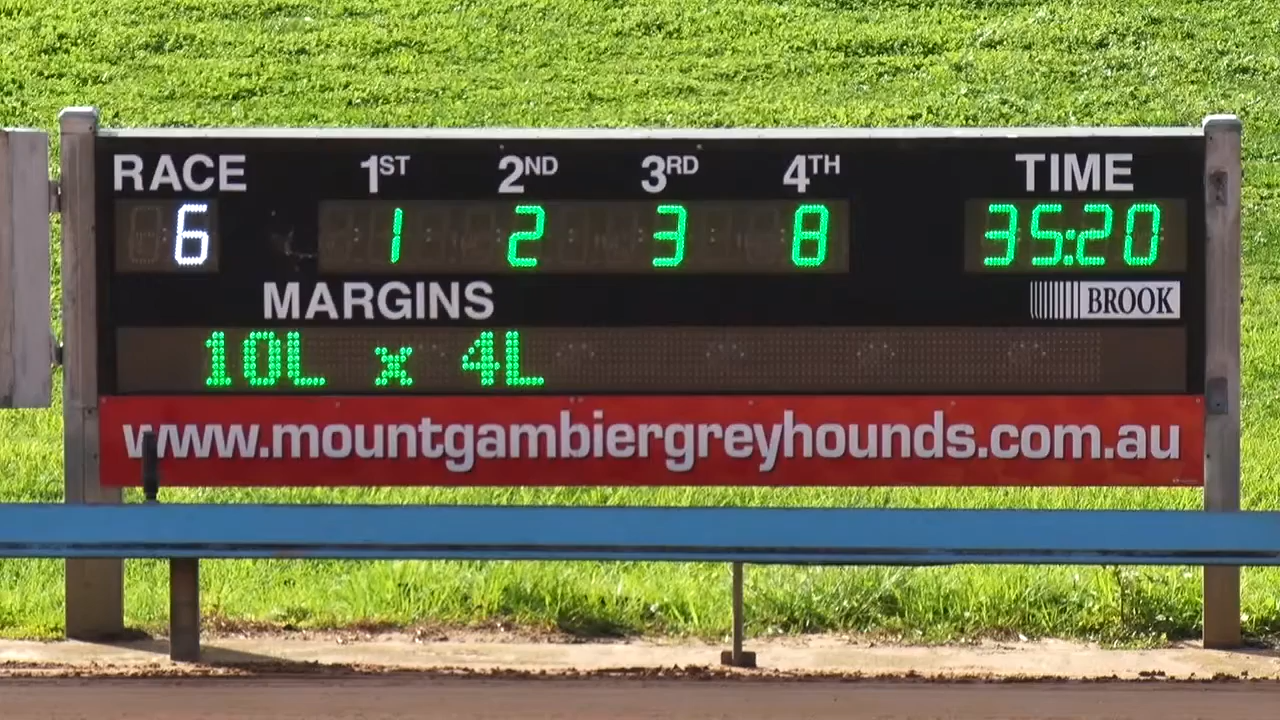 RACE 1ST 2ND 3RD 4TH TIME
6 1 2 3 8 35:20
MARGINS BROOK
10L x 4L
www.mountgambiergreyhounds.com.au